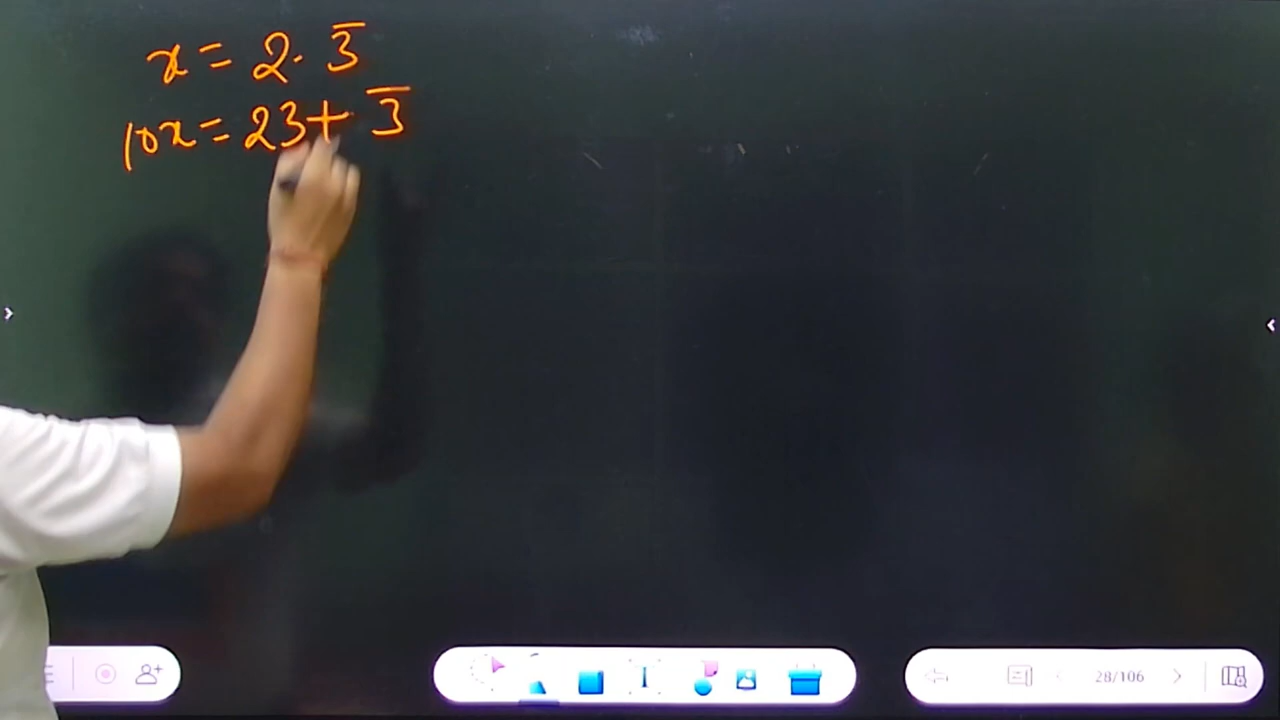 x = 2. 3̅
10x = 23 + .3̅
28/106